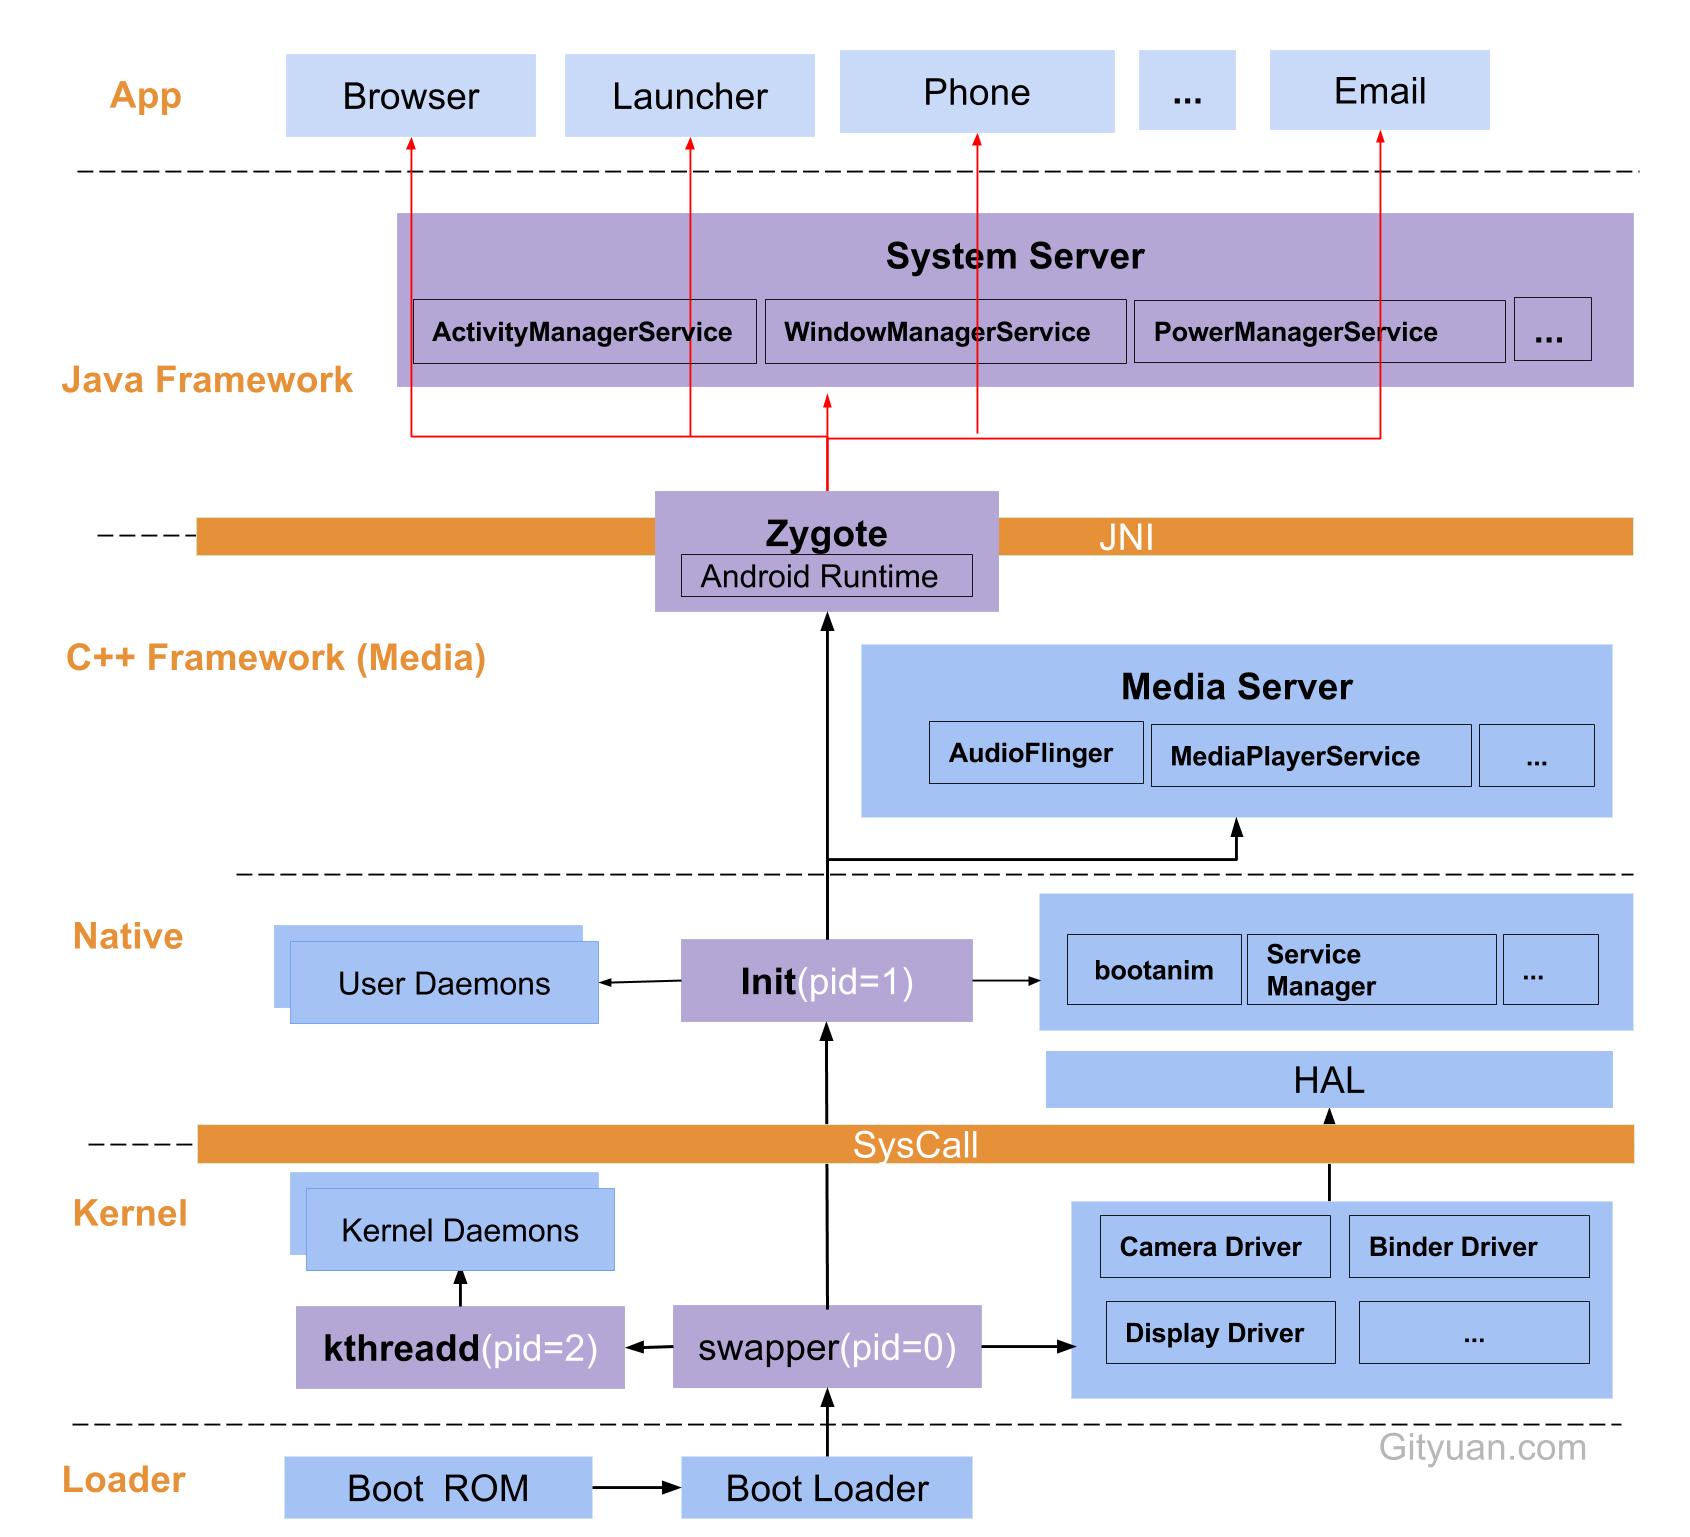 App
Browser
Launcher
Phone
...
Email
System Server
ActivityManagerService
WindowManagerService
PowerManagerService
...
Java Framework
Zygote
Android Runtime
JNI
C++ Framework (Media)
Media Server
AudioFlinger
MediaPlayerService
...
Native
User Daemons
Init(pid=1)
bootanim
Service
Manager
...
HAL
SysCall
Kernel
Kernel Daemons
Camera Driver
Binder Driver
kthreadd(pid=2)
swapper(pid=0)
Display Driver
...
Gityuan.com
Loader
Boot ROM
Boot Loader